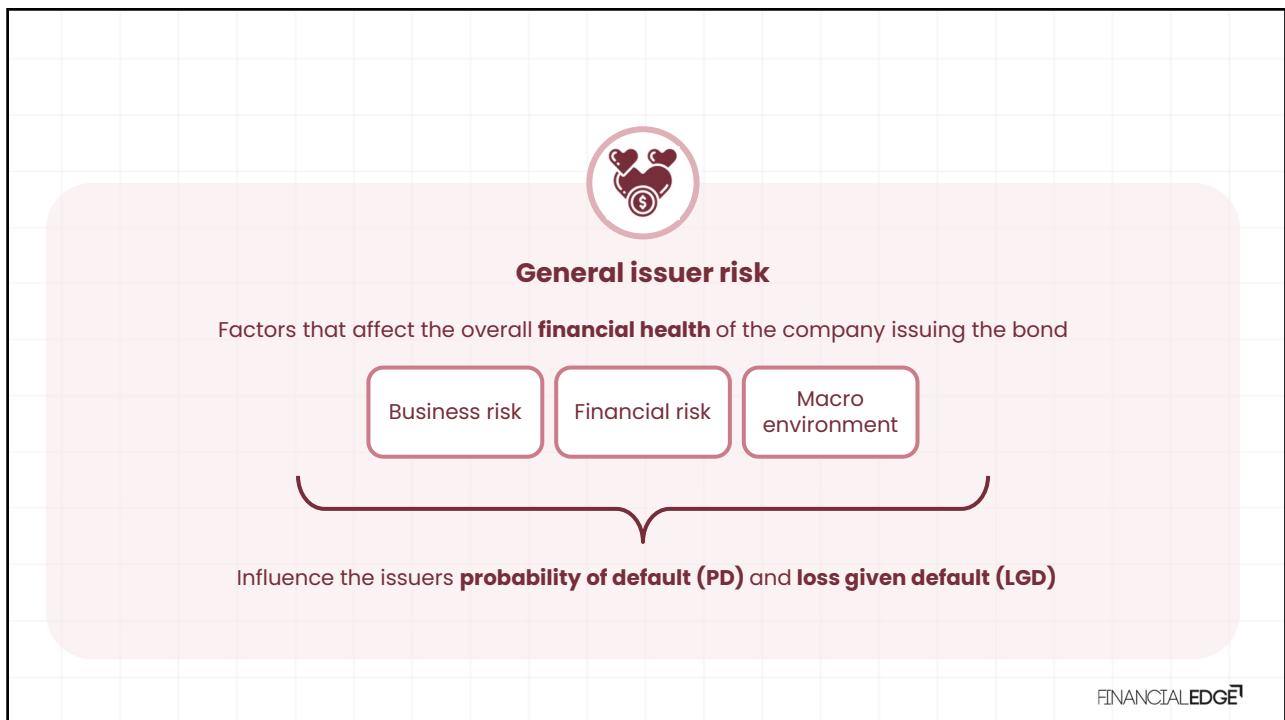 $
General issuer risk
Factors that affect the overall financial health of the company issuing the bond
Business risk
Financial risk
Macro
environment
Influence the issuers probability of default (PD) and loss given default (LGD)
FINANCIALEDGE